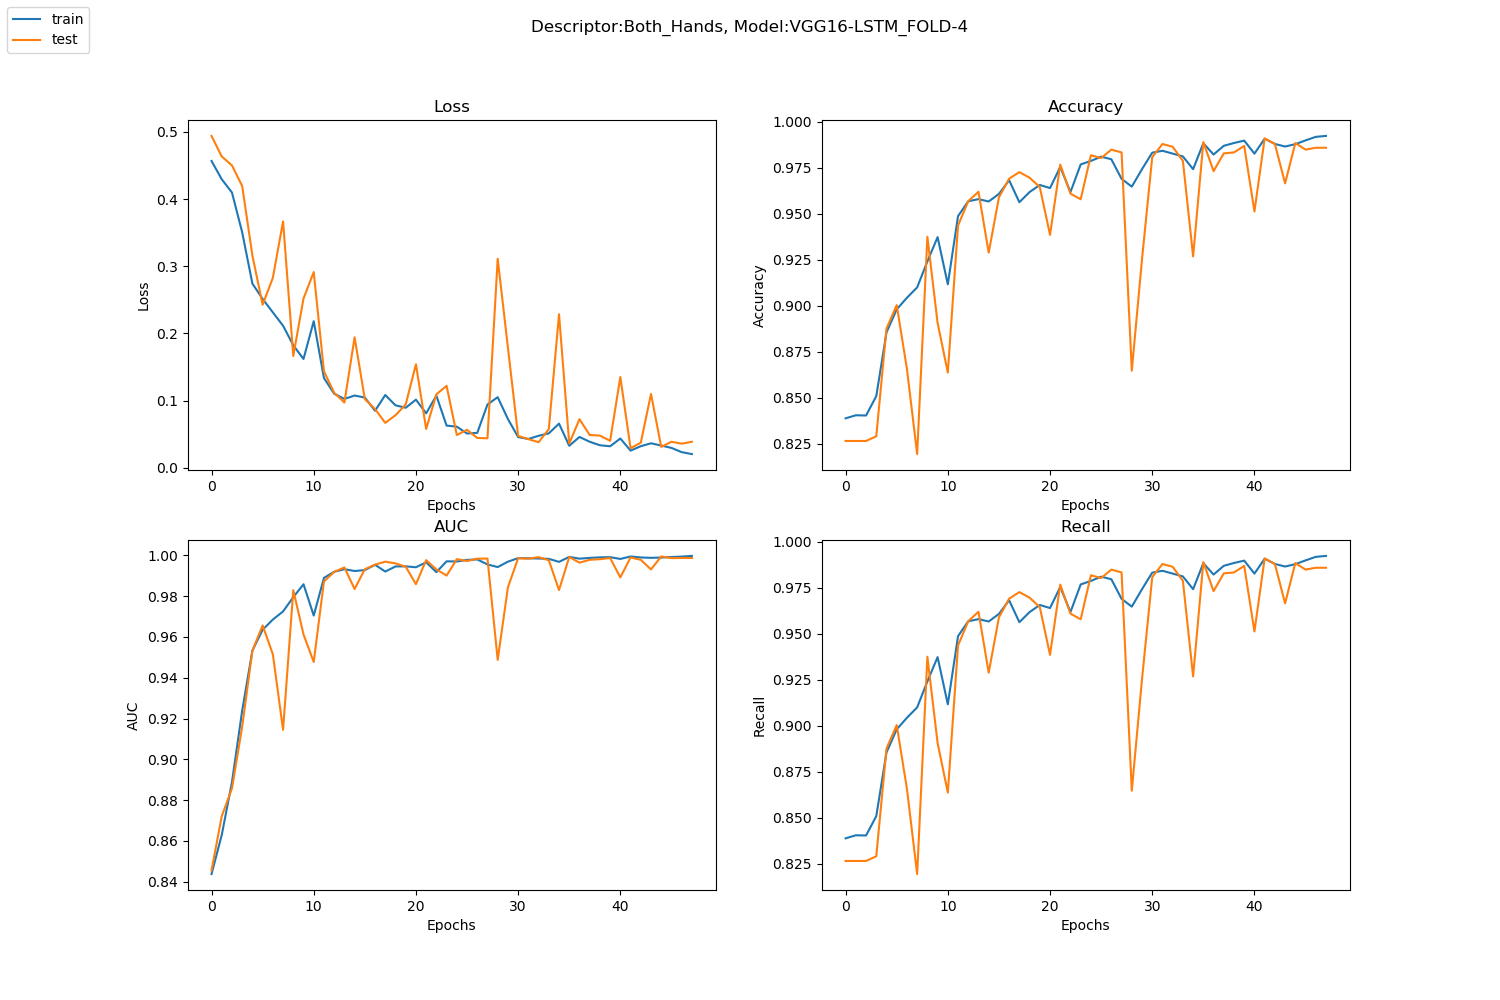 train
test
Descriptor:Both_Hands, Model:VGG16-LSTM_FOLD-4
Loss
0.5
0.4
0.3
0.2
0.1
0.0
Loss
0 10 20 30 40
Epochs
Accuracy
1.000
0.975
0.950
0.925
0.900
0.875
0.850
0.825
Accuracy
0 10 20 30 40
Epochs
AUC
1.00
0.98
0.96
0.94
0.92
0.90
0.88
0.86
0.84
AUC
0 10 20 30 40
Epochs
Recall
1.000
0.975
0.950
0.925
0.900
0.875
0.850
0.825
Recall
0 10 20 30 40
Epochs